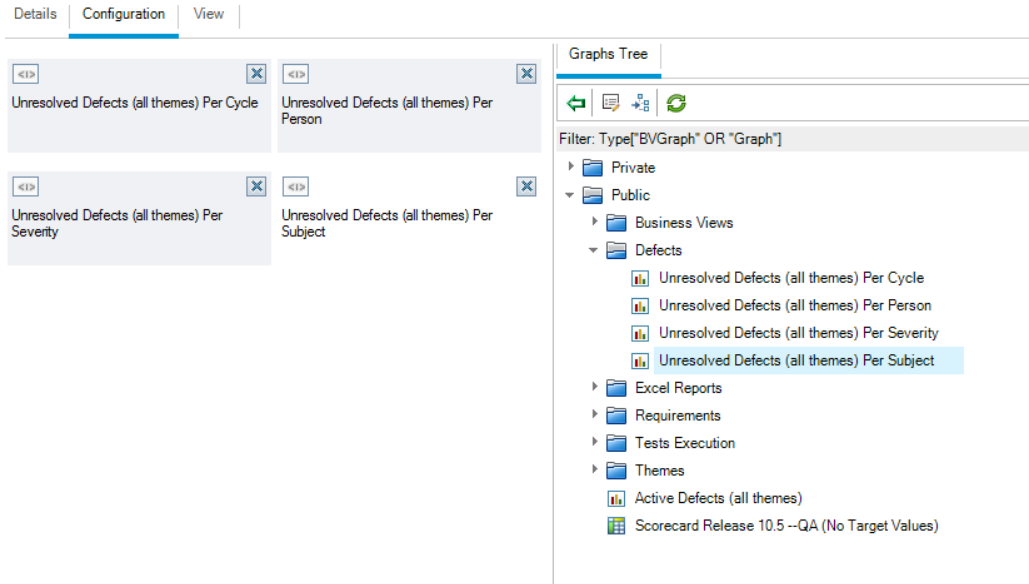 Details
Configuration
View
Unresolved Defects (all themes) Per Cycle
Unresolved Defects (all themes) Per
Person
Unresolved Defects (all themes) Per
Severity
Unresolved Defects (all themes) Per
Subject
Graphs Tree
Filter: Type["BVGraph" OR "Graph"]
Private
Public
Business Views
Defects
Unresolved Defects (all themes) Per Cycle
Unresolved Defects (all themes) Per Person
Unresolved Defects (all themes) Per Severity
Unresolved Defects (all themes) Per Subject
Excel Reports
Requirements
Tests Execution
Themes
Active Defects (all themes)
Scorecard Release 10.5 --QA (No Target Values)